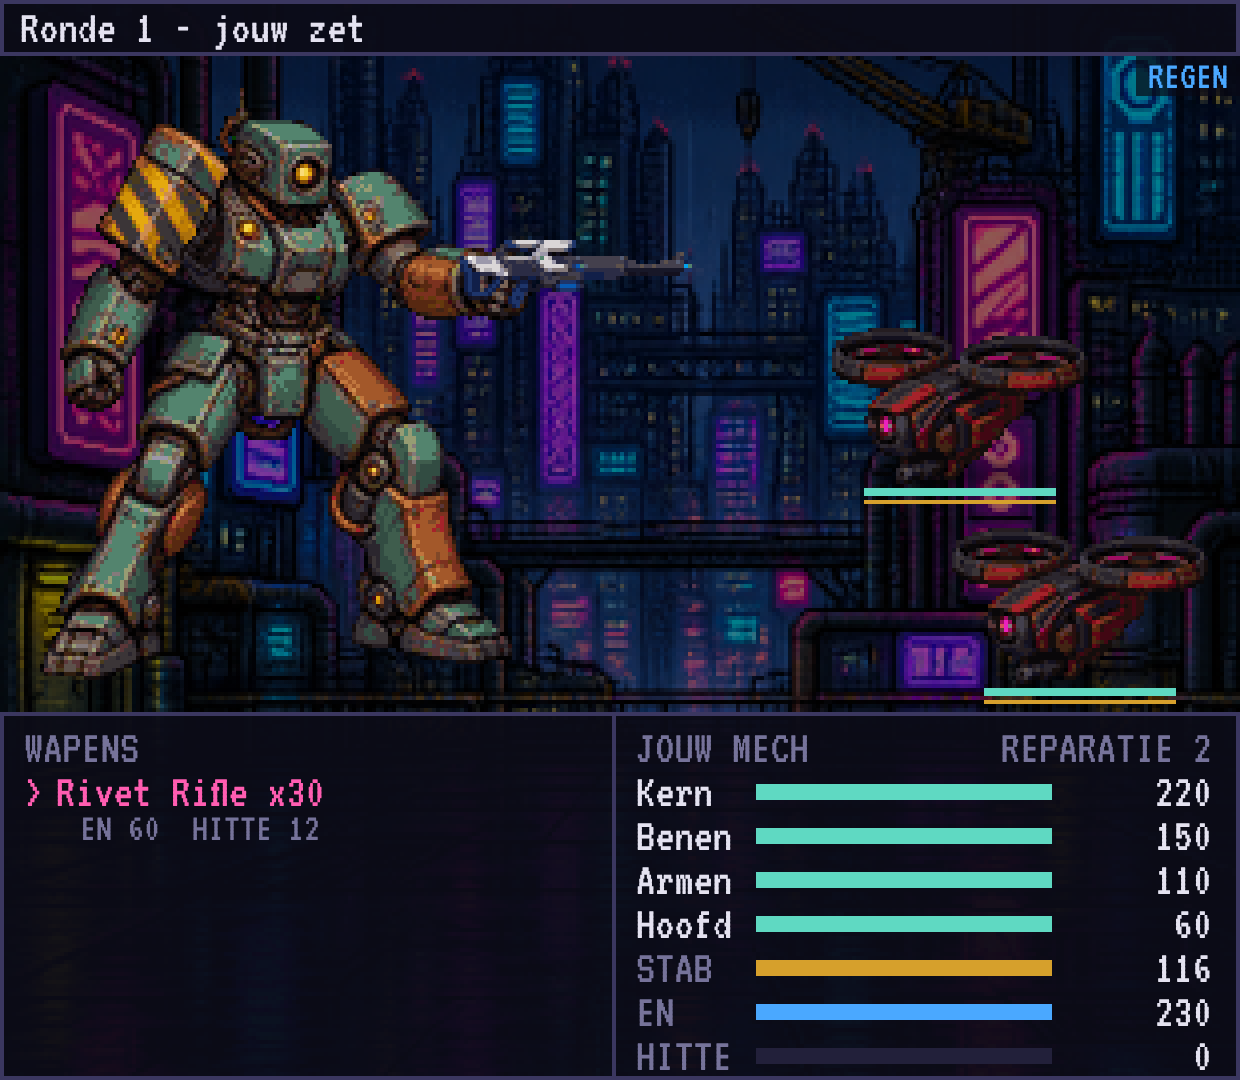 Ronde 1 - jouw zet
REGEN
WAPENS
> Rivet Rifle x30
EN 60 HITTE 12
JOUW MECH REPARATIE 2
Kern 220
Benen 150
Armen 110
Hoofd 60
STAB 116
EN 230
HITTE 0